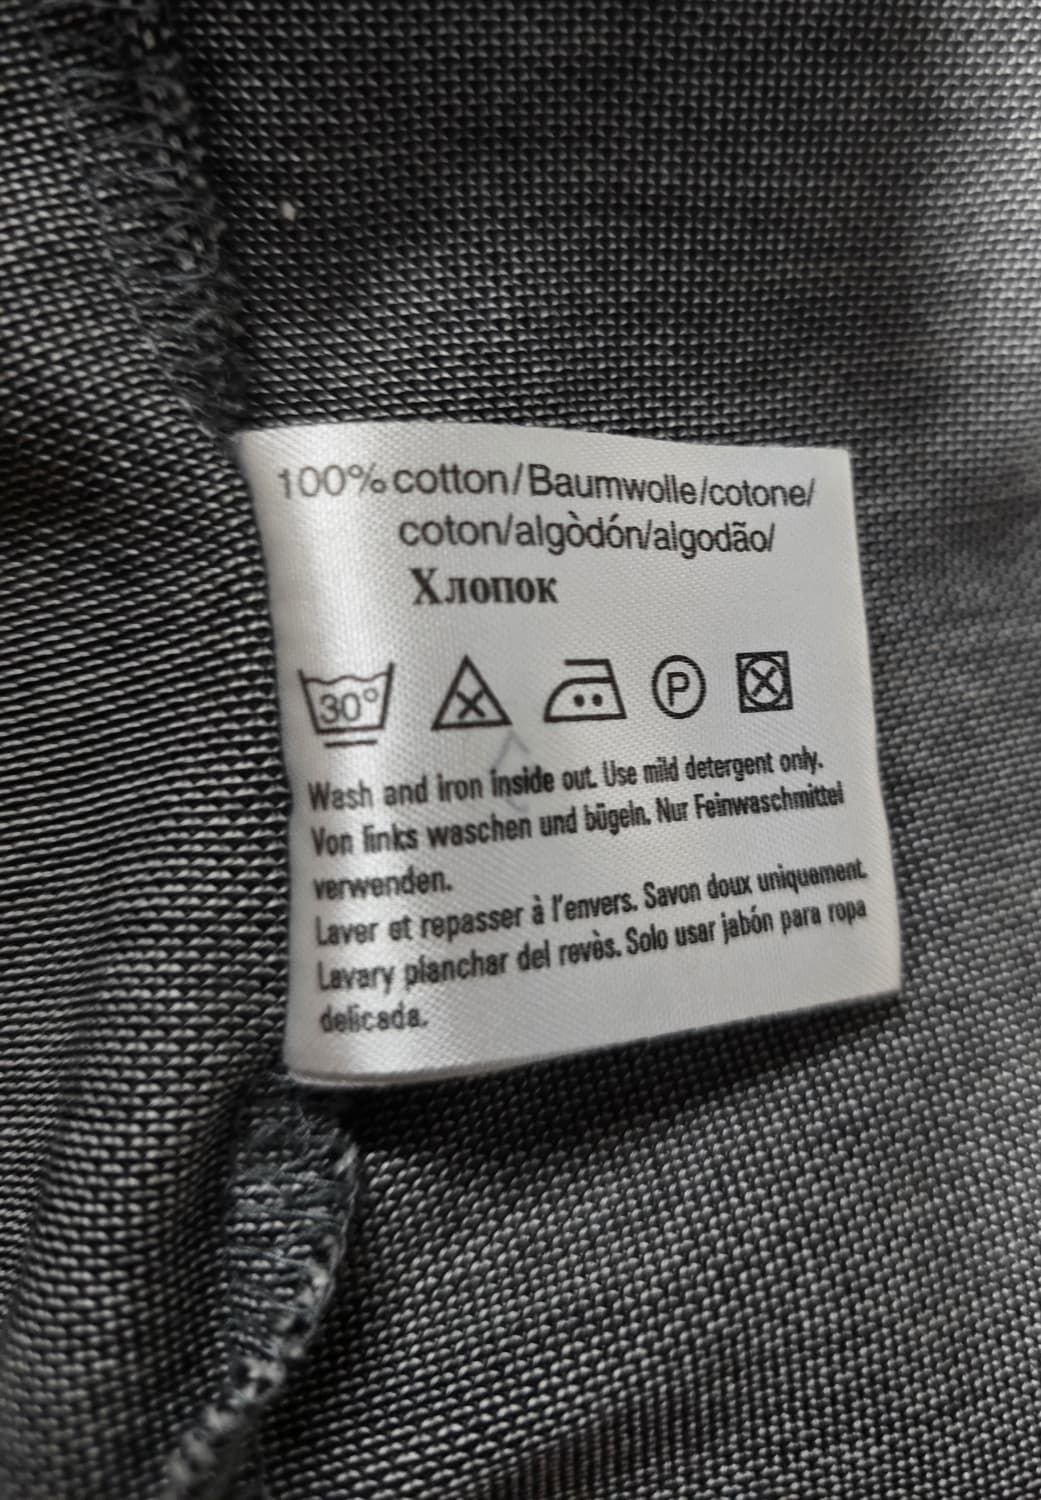 100% cotton/Baumwolle/cotone/
coton/algòdón/algodão/
Хлопок
30°
P
Wash and iron inside out. Use mild detergent only.
Von links waschen und bügeln. Nur Feinwaschmittel
verwenden.
Laver et repasser à l'envers. Savon doux uniquement.
Lavary planchar del revès. Solo usar jabón para ropa
delicada.